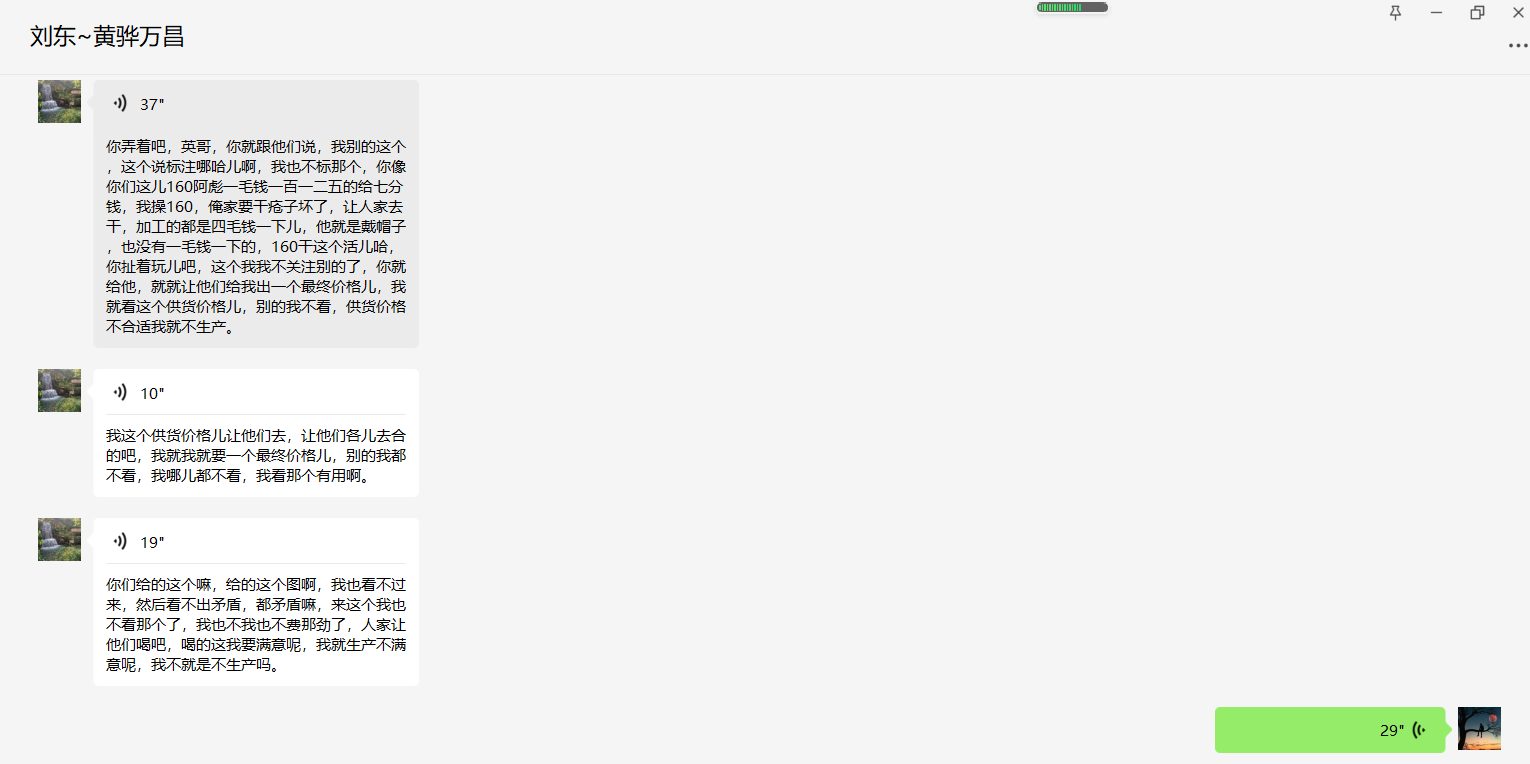 刘东~黄骅万昌
37"
你弄着吧，英哥，你就跟他们说，我别的这个
，这个说标注哪哈儿啊，我也不标那个，你像
你们这儿160阿彪一毛钱一百一二五的给七分
钱，我操160，俺家要干疮子坏了，让人家去
干，加工的都是四毛钱一下儿，他就是戴帽子
，也没有一毛钱一下的，160干这个活儿哈，
你扯着玩儿吧，这个我我不关注别的了，你就
给他，就就让他们给我出一个最终价格儿，我
就看这个供货价格儿，别的我不看，供货价格
不合适我就不生产。
10"
我这个供货价格儿让他们去，让他们各儿去合
的吧，我就我就要一个最终价格儿，别的我都
不看，我哪儿都不看，我看那个有用啊。
19"
你们给的这个嘛，给的这个图啊，我也看不过
来，然后看不出矛盾，都矛盾嘛，来这个我也
不看那个了，我也不我也不费那劲了，人家让
他们喝吧，喝的这我要满意呢，我就生产不满
意呢，我不就是不生产吗。
29"